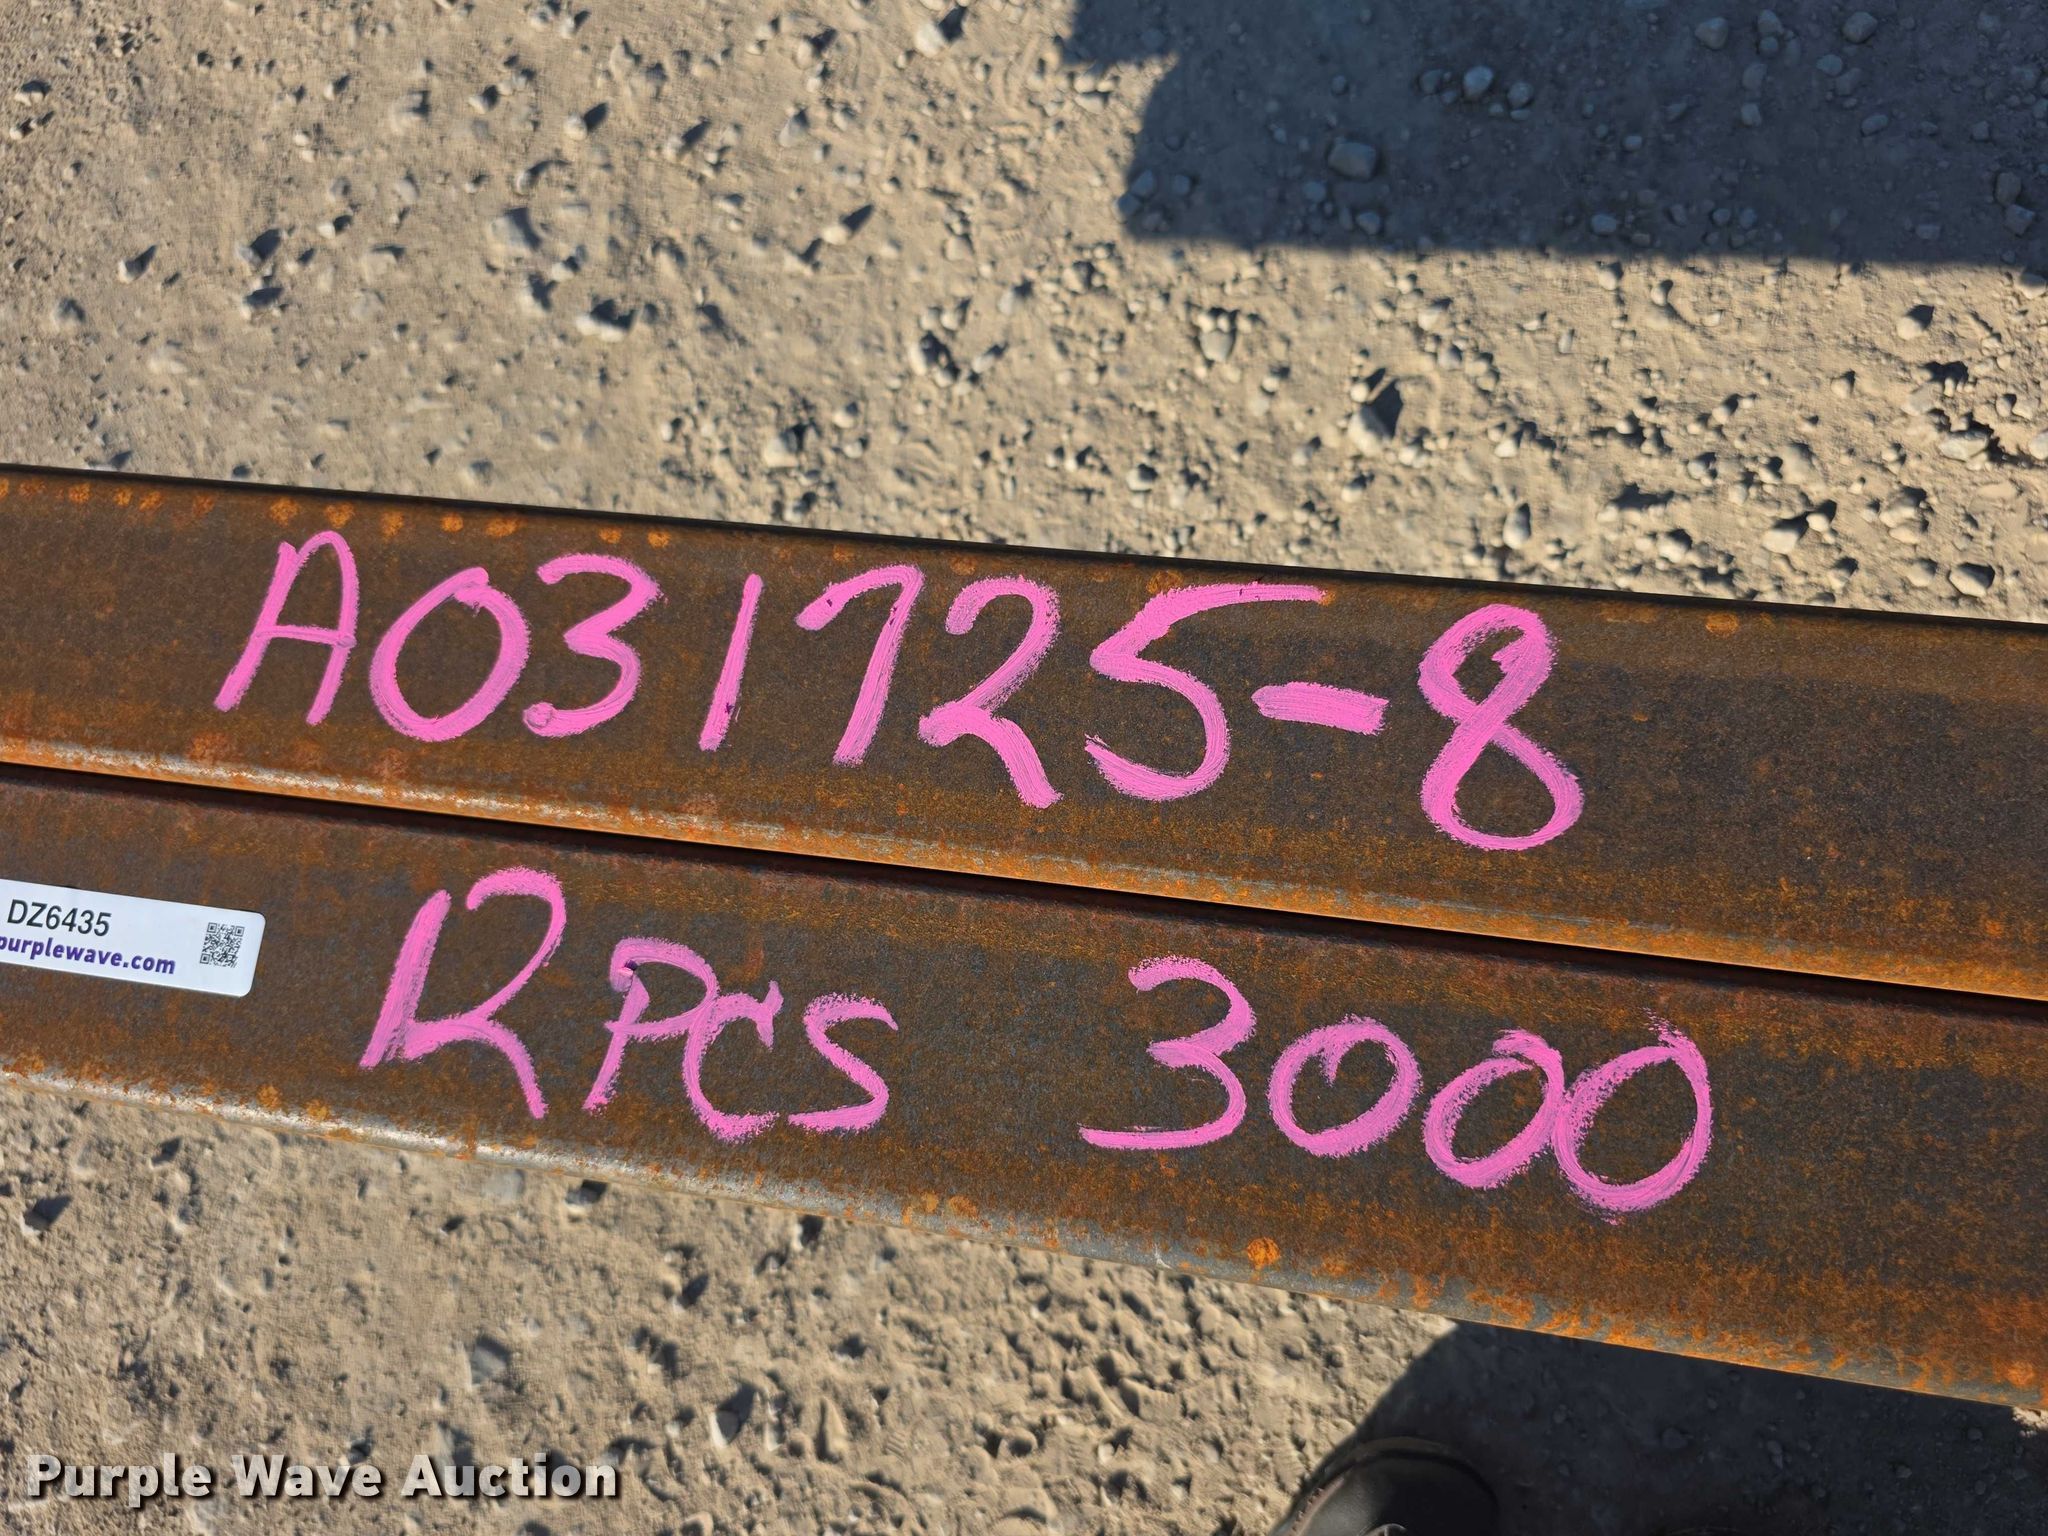 A031725-8
DZ6435
purplewave.com
12 PCS 3000
Purple Wave Auction